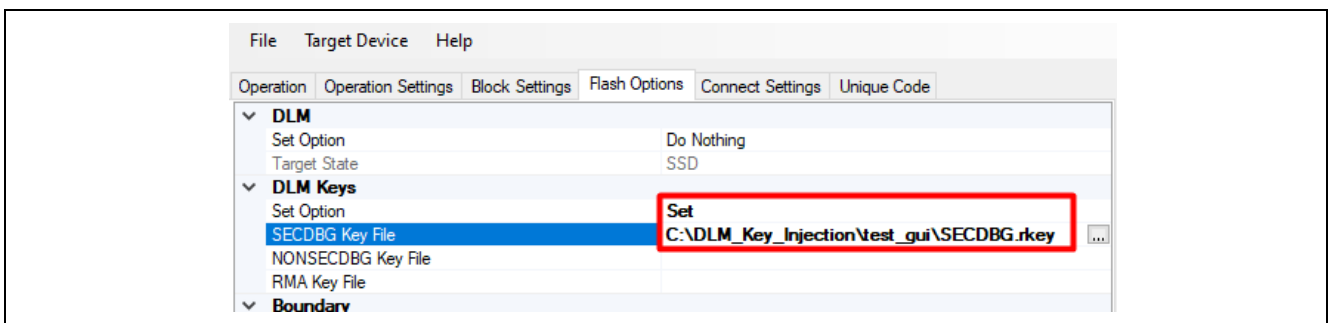 File Target Device Help
Operation Operation Settings Block Settings Flash Options Connect Settings Unique Code
DLM
Set Option Do Nothing
Target State SSD
DLM Keys
Set Option Set
SECDBG Key File C:\DLM_Key_Injection\test_gui\SECDBG.rkey ...
NONSECDBG Key File
RMA Key File
Boundary